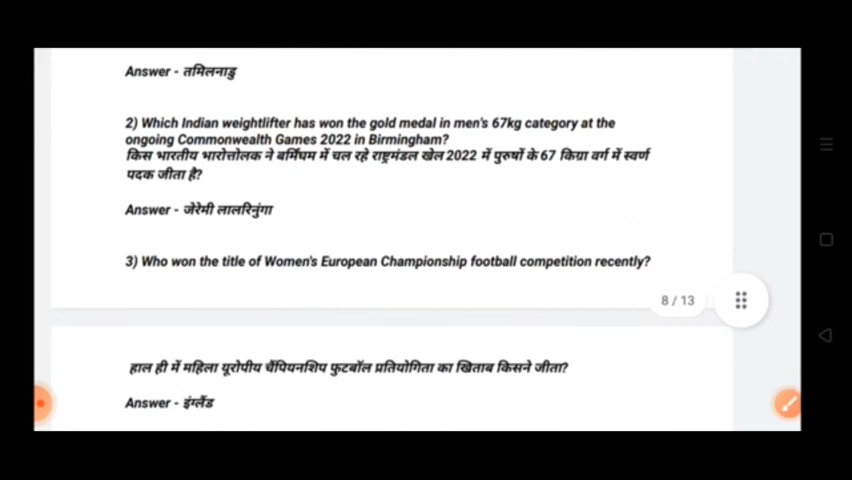 Answer - तमिलनाडु
2) Which Indian weightlifter has won the gold medal in men's 67kg category at the
ongoing Commonwealth Games 2022 in Birmingham?
किस भारतीय भारोत्तोलक ने बर्मिंघम में चल रहे राष्ट्रमंडल खेल 2022 में पुरुषों के 67 किग्रा वर्ग में स्वर्ण
पदक जीता है?
Answer - जेरेमी लालरिनुंगा
3) Who won the title of Women's European Championship football competition recently?
8 / 13
हाल ही में महिला यूरोपीय चैंपियनशिप फुटबॉल प्रतियोगिता का खिताब किसने जीता?
Answer - इंग्लैंड